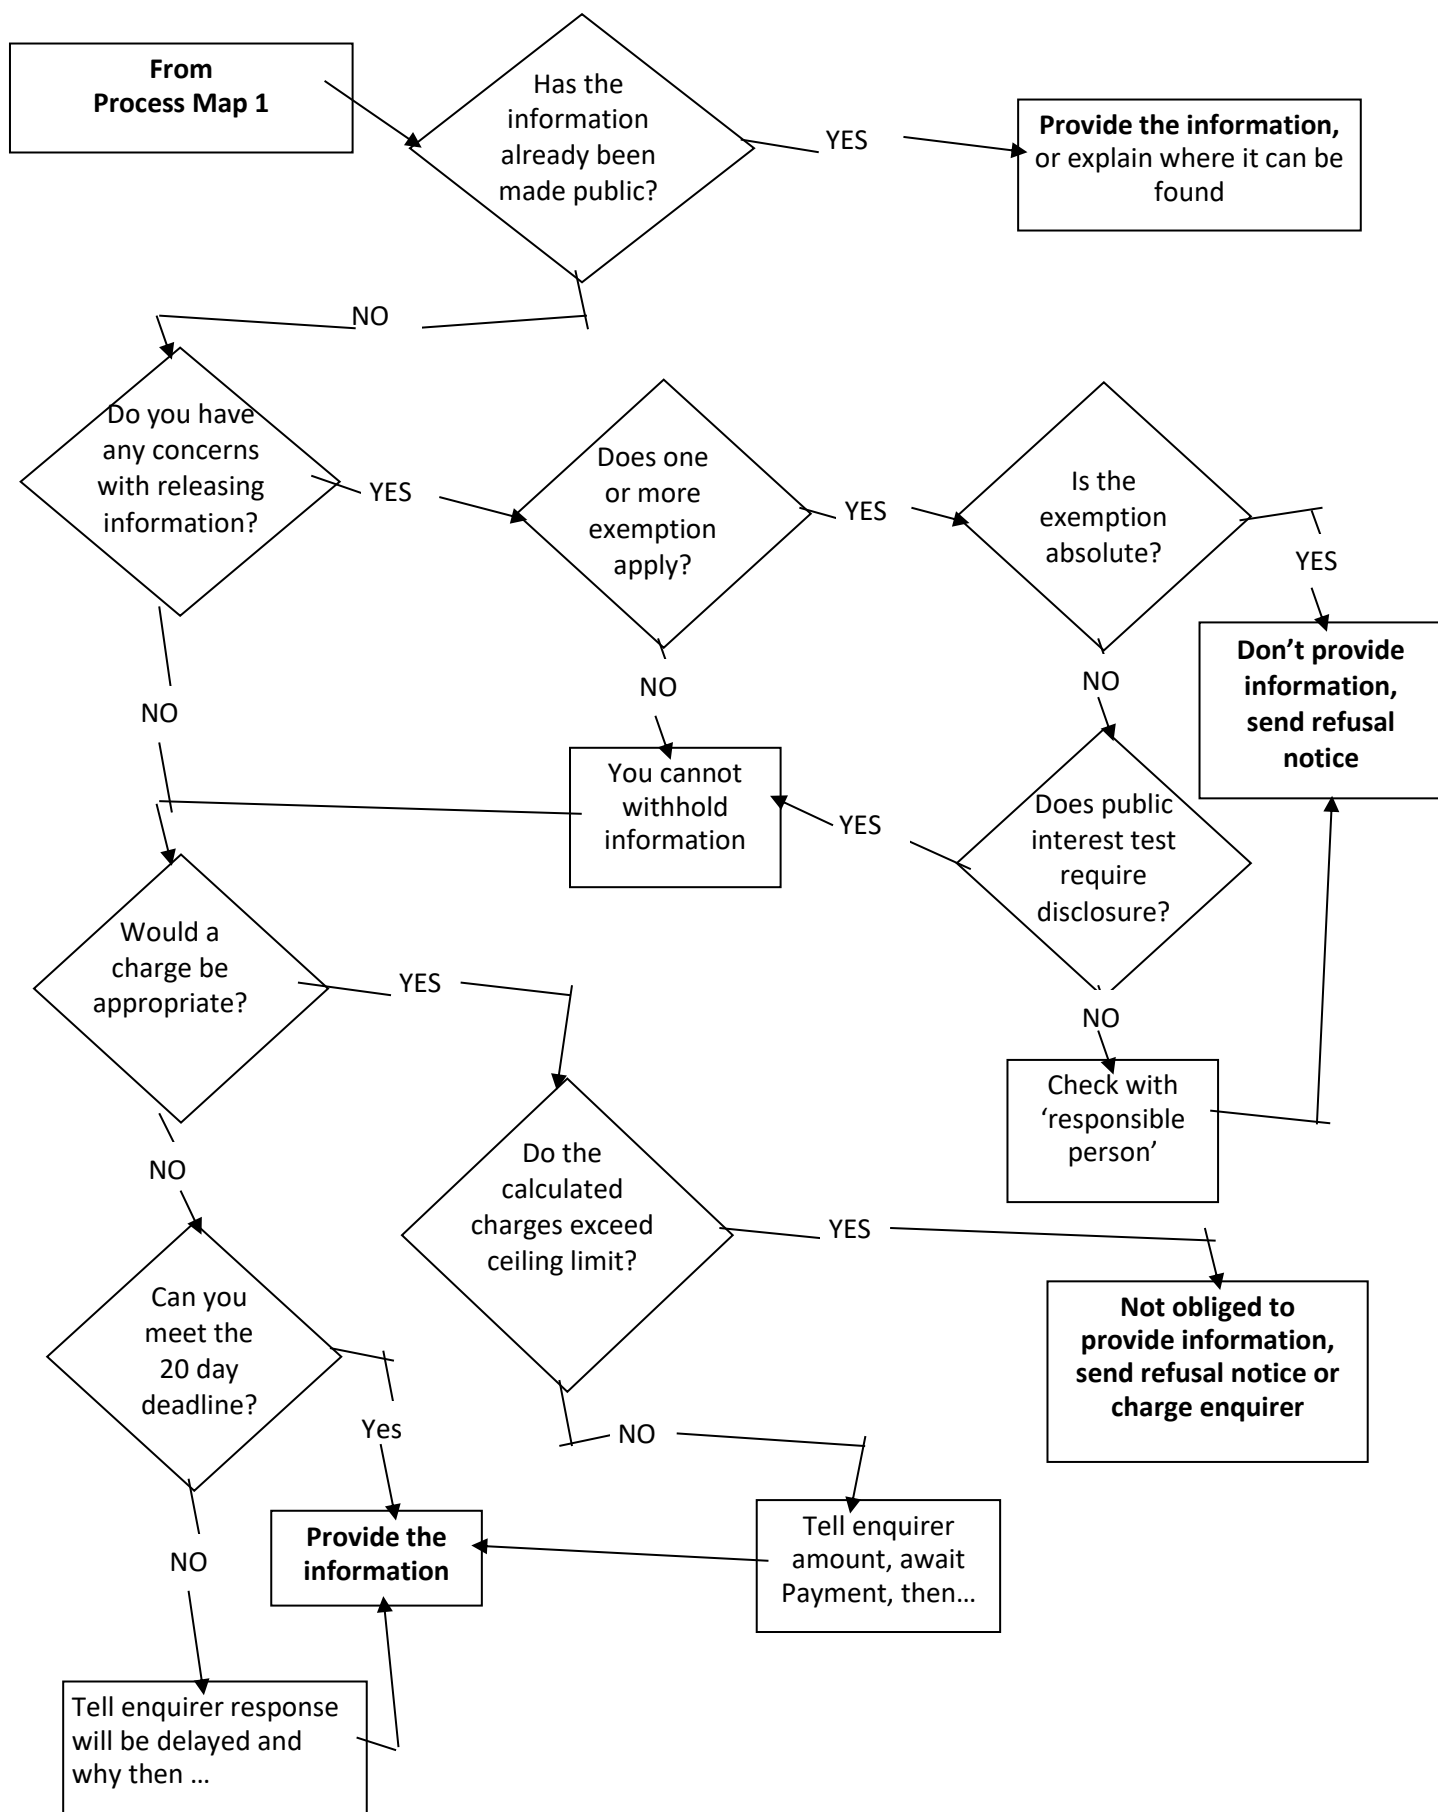 From
Process Map 1
Has the
information
already been
made public?
YES
Provide the information,
or explain where it can be
found
NO
Do you have
any concerns
with releasing
information?
YES
Does one
or more
exemption
apply?
YES
Is the
exemption
absolute?
YES
Don’t provide
information,
send refusal
notice
NO
NO
NO
You cannot
withhold
information
YES
Does public
interest test
require
disclosure?
Would a
charge be
appropriate?
YES
NO
Check with
‘responsible
person’
NO
Do the
calculated
charges exceed
ceiling limit?
YES
Not obliged to
provide information,
send refusal notice or
charge enquirer
Can you
meet the
20 day
deadline?
Yes
NO
NO
Provide the
information
Tell enquirer
amount, await
Payment, then…
Tell enquirer response
will be delayed and
why then …